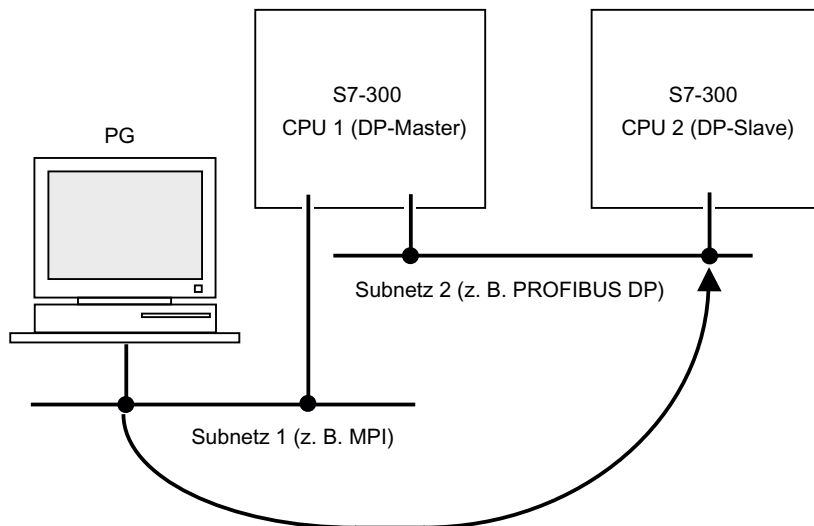 PG
S7-300
CPU 1 (DP-Master)
S7-300
CPU 2 (DP-Slave)
Subnetz 2 (z. B. PROFIBUS DP)
Subnetz 1 (z. B. MPI)